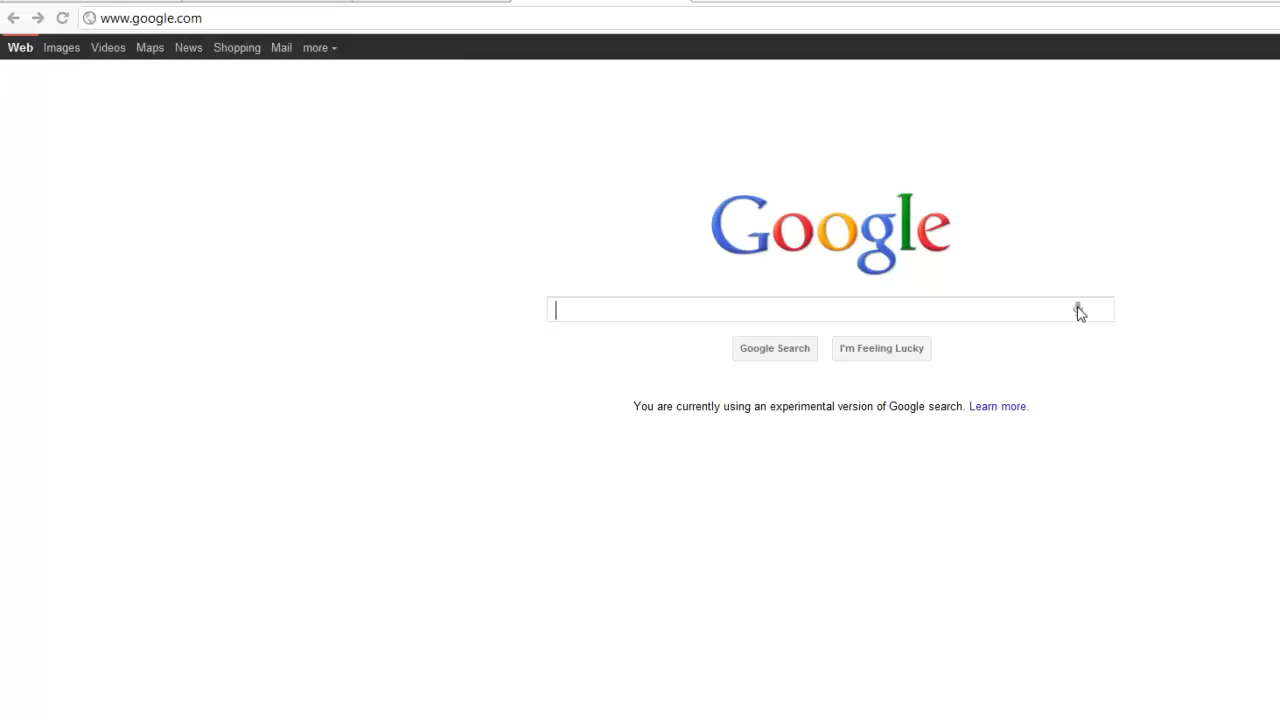 www.google.com
Web Images Videos Maps News Shopping Mail more
Google
Google Search I'm Feeling Lucky
You are currently using an experimental version of Google search. Learn more.